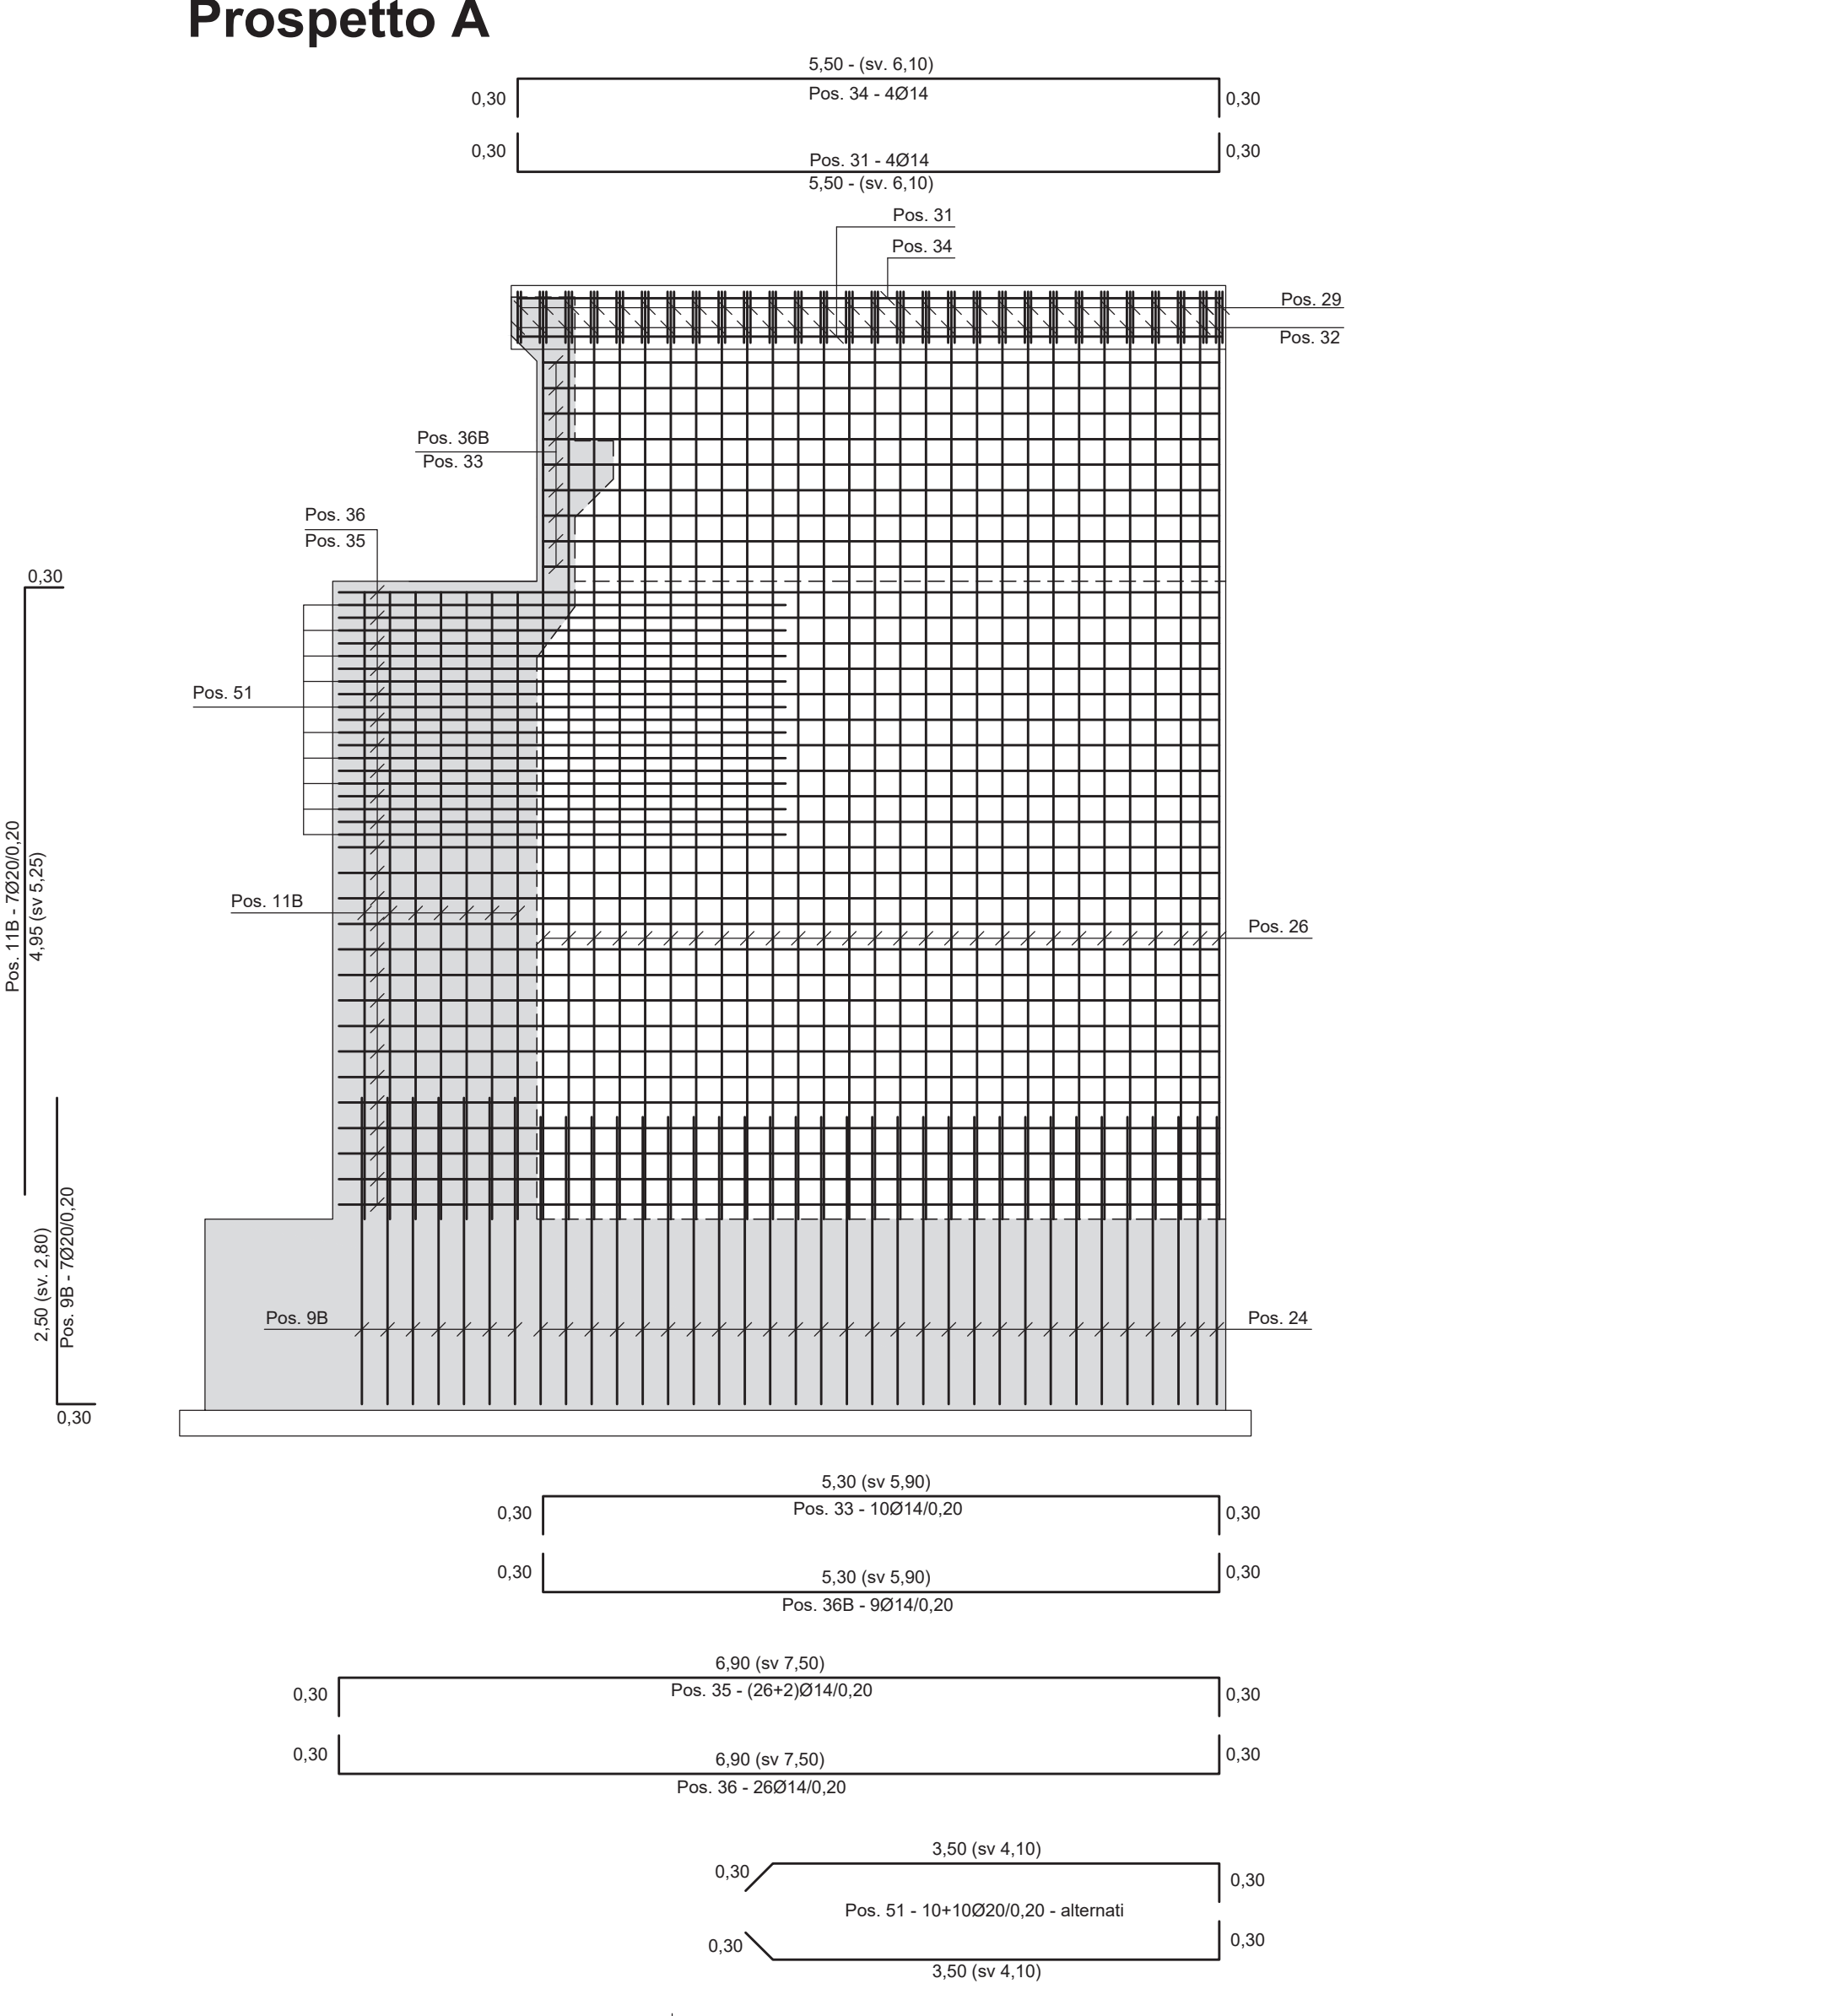 Prospetto A
5,50 - (sv. 6,10)
0,30
Pos. 34 - 4Ø14
0,30
0,30
Pos. 31 - 4Ø14
0,30
5,50 - (sv. 6,10)
Pos. 31
Pos. 34
Pos. 29
Pos. 32
Pos. 36B
Pos. 33
Pos. 36
Pos. 35
0,30
Pos. 51
Pos. 11B - 7Ø20/0,20
4,95 (sv 5,25)
Pos. 11B
Pos. 26
2,50 (sv. 2,80)
Pos. 9B - 7Ø20/0,20
Pos. 9B
Pos. 24
0,30
5,30 (sv 5,90)
0,30
Pos. 33 - 10Ø14/0,20
0,30
0,30
5,30 (sv 5,90)
0,30
Pos. 36B - 9Ø14/0,20
6,90 (sv 7,50)
0,30
Pos. 35 - (26+2)Ø14/0,20
0,30
0,30
6,90 (sv 7,50)
0,30
Pos. 36 - 26Ø14/0,20
3,50 (sv 4,10)
0,30
0,30
Pos. 51 - 10+10Ø20/0,20 - alternati
0,30
0,30
3,50 (sv 4,10)